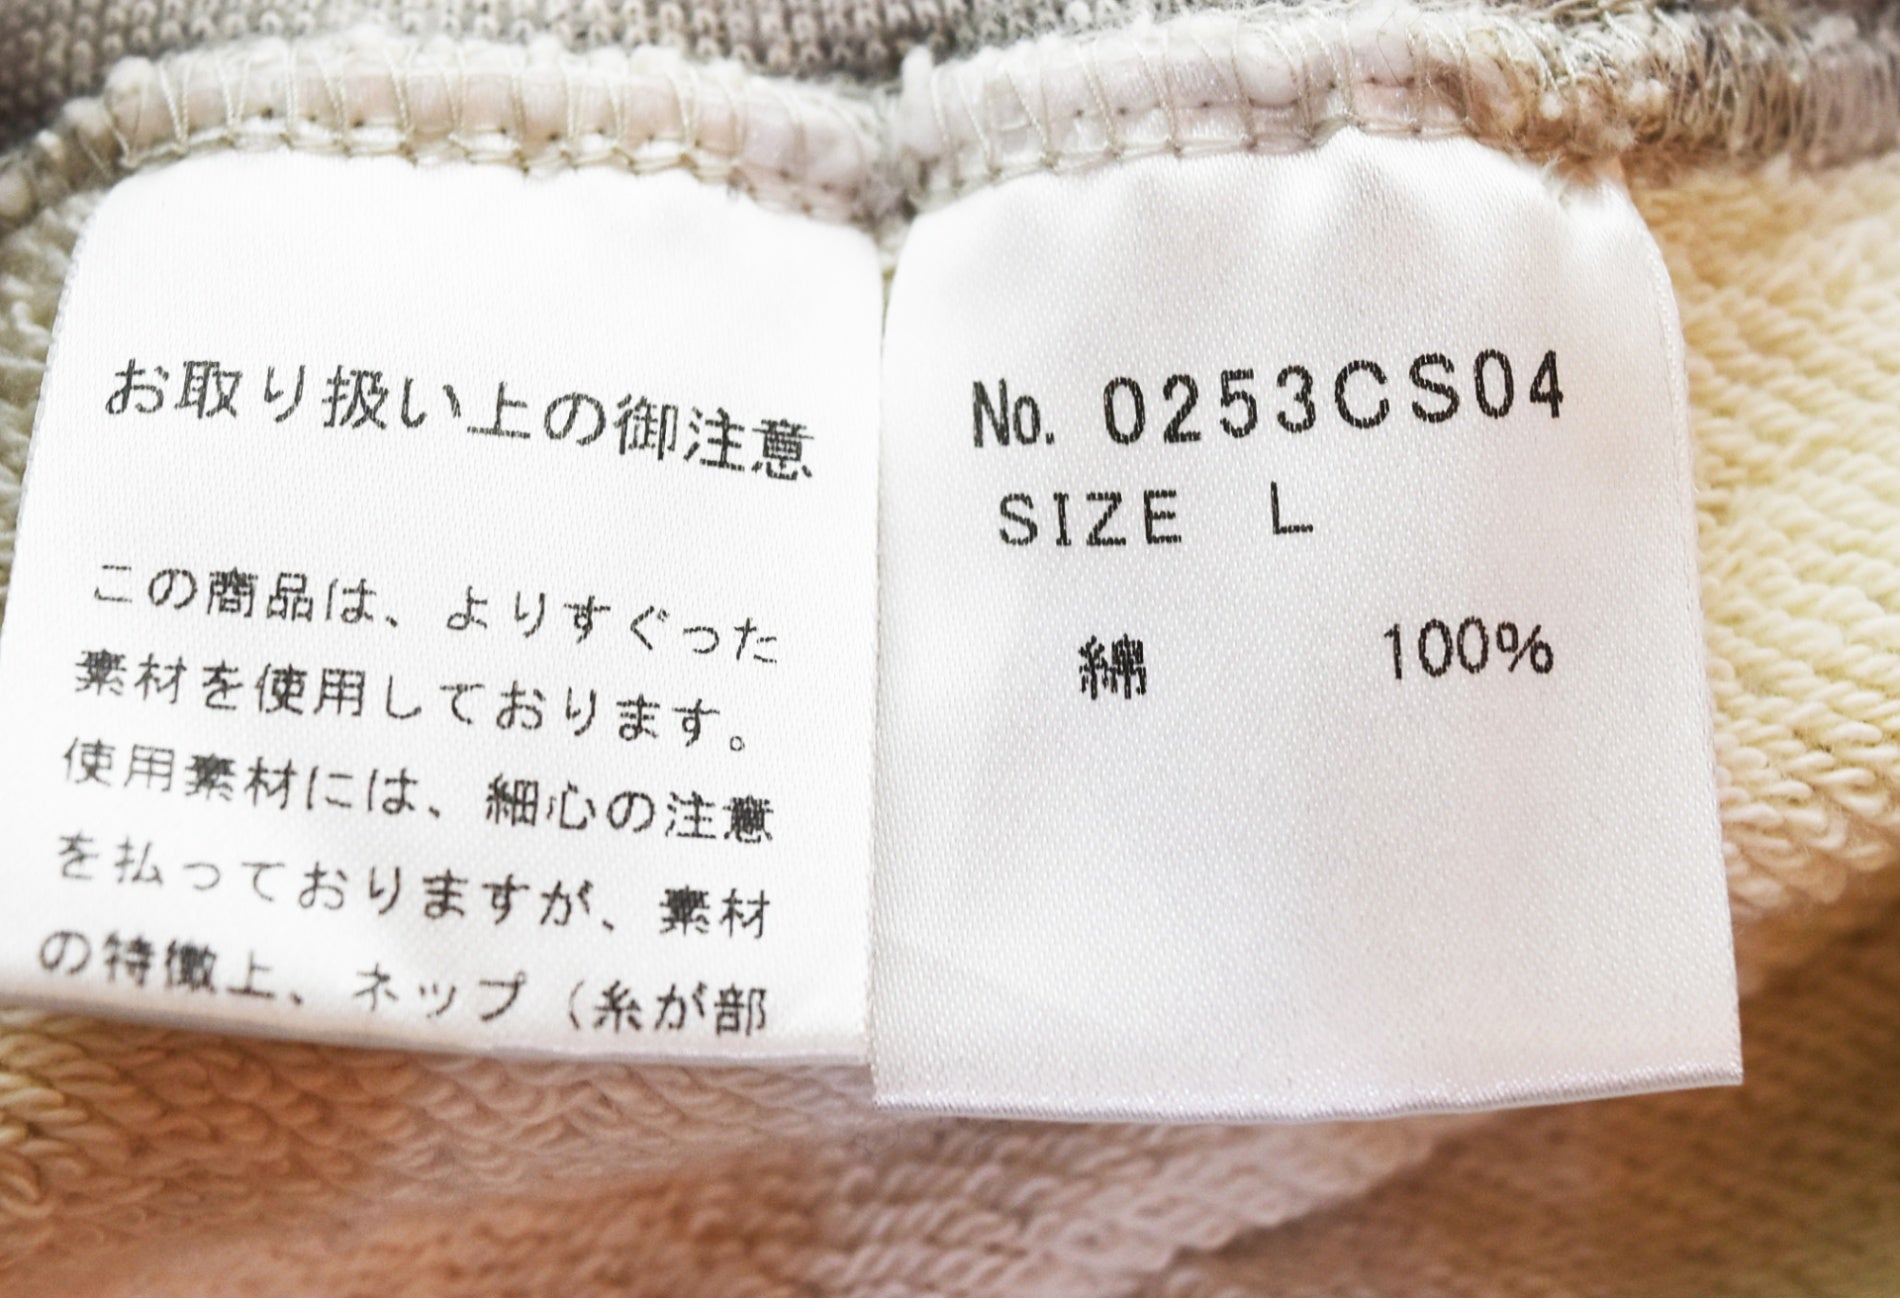 お取り扱い上の御注意
この商品は、よりすぐった
素材を使用しております。
使用素材には、細心の注意
を払っておりますが、素材
の特徴上、ネップ（糸が部
No. 0253CS04
SIZE L
綿 100%